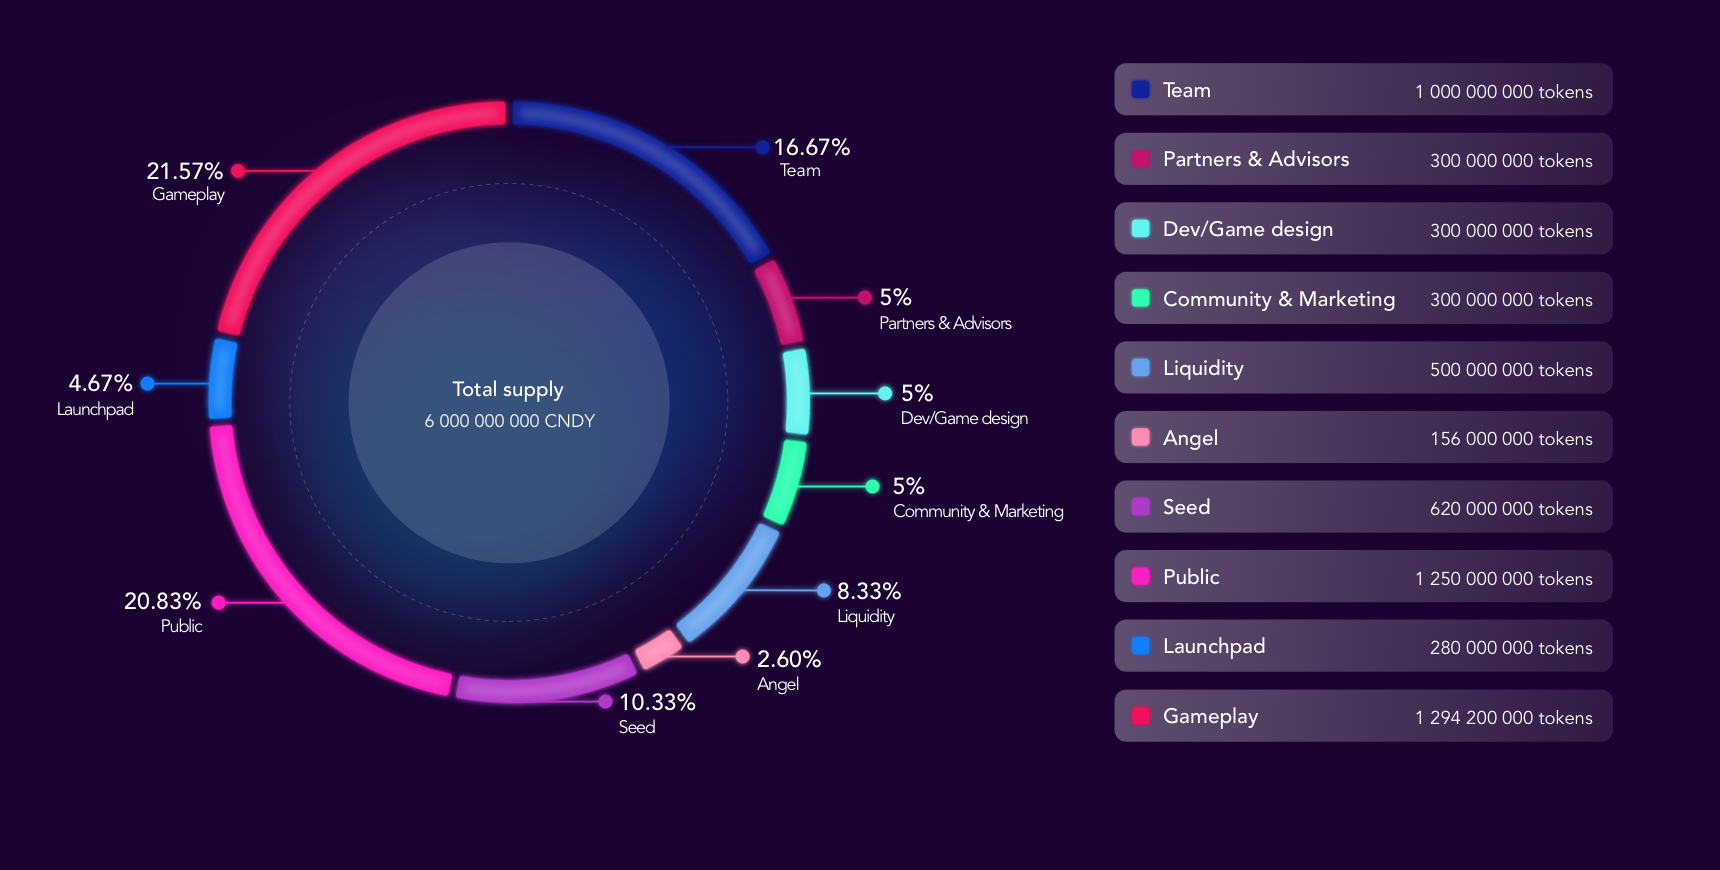 16.67%
Team
21.57%
Gameplay
5%
Partners & Advisors
4.67%
Launchpad
5%
Dev/Game design
Total supply
6 000 000 000 CNDY
5%
Community & Marketing
8.33%
Liquidity
20.83%
Public
2.60%
Angel
10.33%
Seed
Team 1 000 000 000 tokens
Partners & Advisors 300 000 000 tokens
Dev/Game design 300 000 000 tokens
Community & Marketing 300 000 000 tokens
Liquidity 500 000 000 tokens
Angel 156 000 000 tokens
Seed 620 000 000 tokens
Public 1 250 000 000 tokens
Launchpad 280 000 000 tokens
Gameplay 1 294 200 000 tokens